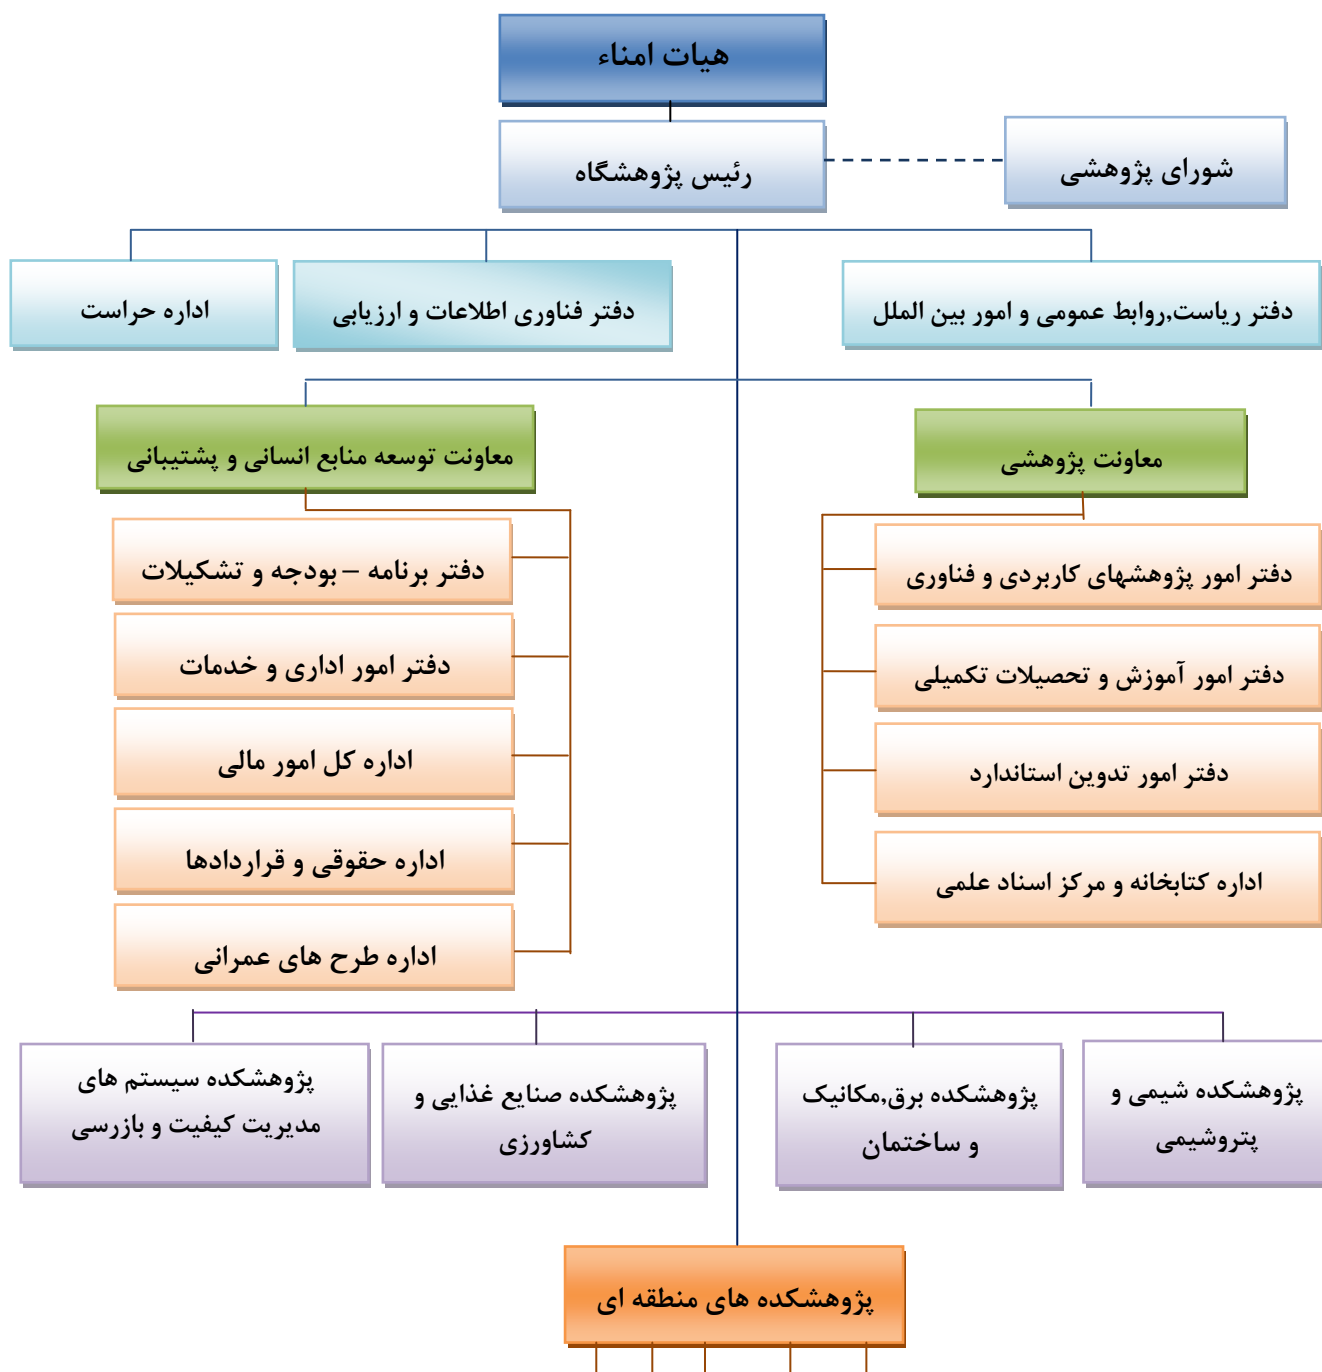 هیات امناء
رئیس پژوهشگاه
شورای پژوهشی
دفتر ریاست,روابط عمومی و امور بین الملل
دفتر فناوری اطلاعات و ارزیابی
اداره حراست
معاونت پژوهشی
دفتر امور پژوهشهای کاربردی و فناوری
دفتر امور آموزش و تحصیلات تکمیلی
دفتر امور تدوین استاندارد
اداره کتابخانه و مرکز اسناد علمی
معاونت توسعه منابع انسانی و پشتیبانی
دفتر برنامه – بودجه و تشکیلات
دفتر امور اداری و خدمات
اداره کل امور مالی
اداره حقوقی و قراردادها
اداره طرح های عمرانی
پژوهشکده شیمی و
پتروشیمی
پژوهشکده برق,مکانیک
و ساختمان
پژوهشکده صنایع غذایی و
کشاورزی
پژوهشکده سیستم های
مدیریت کیفیت و بازرسی
پژوهشکده های منطقه ای